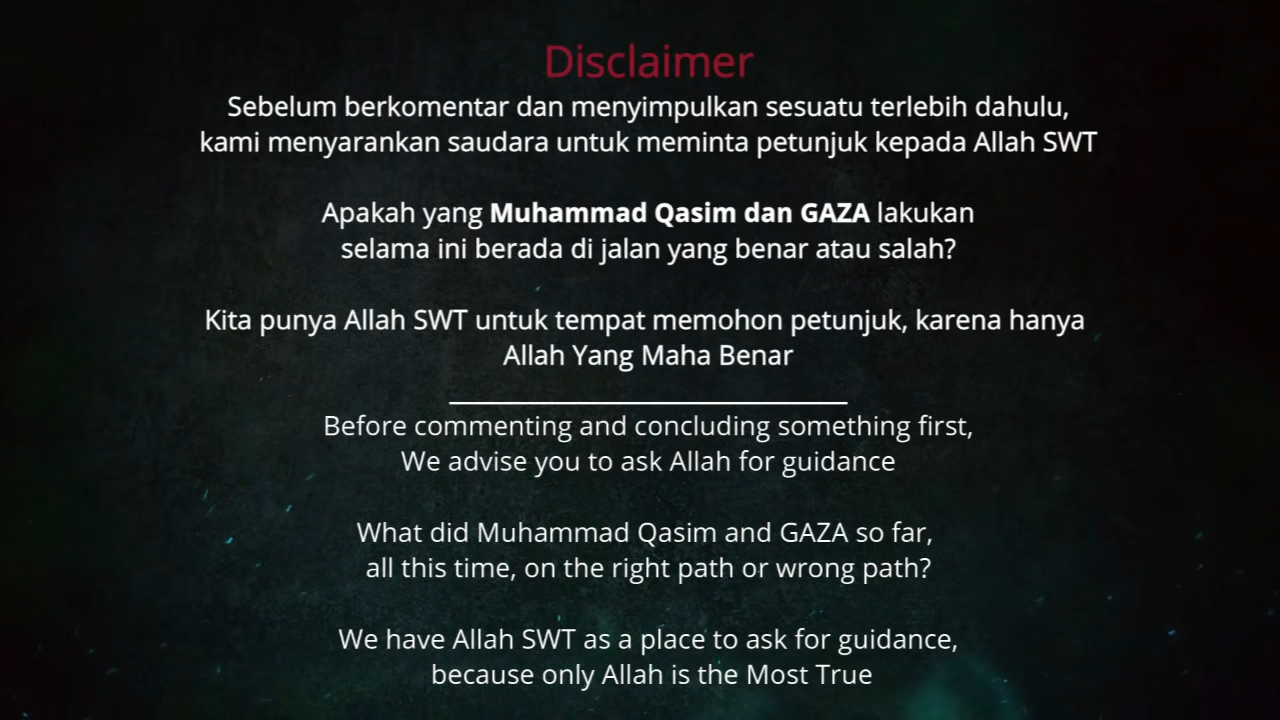 Disclaimer
Sebelum berkomentar dan menyimpulkan sesuatu terlebih dahulu,
kami menyarankan saudara untuk meminta petunjuk kepada Allah SWT
Apakah yang Muhammad Qasim dan GAZA lakukan
selama ini berada di jalan yang benar atau salah?
Kita punya Allah SWT untuk tempat memohon petunjuk, karena hanya
Allah Yang Maha Benar
Before commenting and concluding something first,
We advise you to ask Allah for guidance
What did Muhammad Qasim and GAZA so far,
all this time, on the right path or wrong path?
We have Allah SWT as a place to ask for guidance,
because only Allah is the Most True